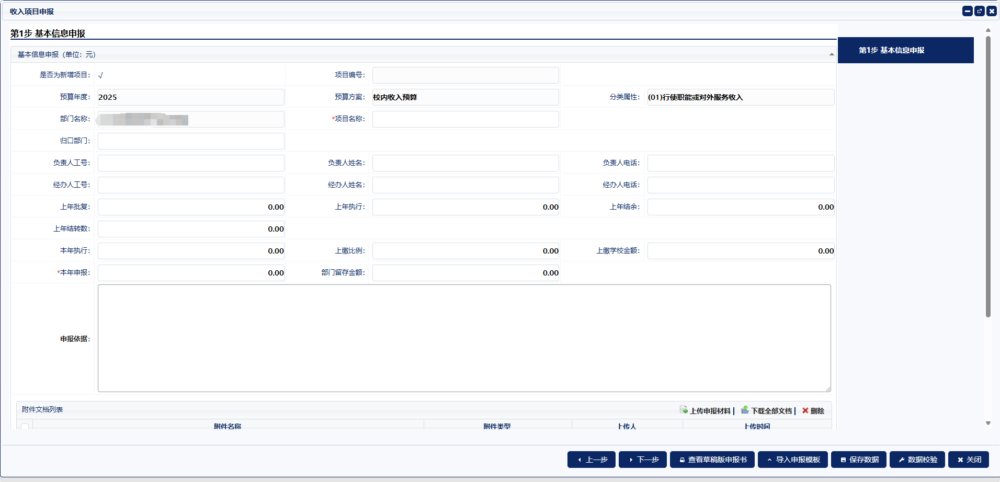 收入项目申报
第1步 基本信息申报
第1步 基本信息申报
基本信息申报（单位：元）
是否为新增项目： √ 项目编号：
预算年度： 2025 预算方案： 校内收入预算 分类属性： (01)行使职能或对外服务收入
部门名称： *项目名称：
归口部门：
负责人工号： 负责人姓名： 负责人电话：
经办人工号： 经办人姓名： 经办人电话：
上年批复： 0.00 上年执行： 0.00 上年结余： 0.00
上年结转数： 0.00
本年执行： 0.00 上缴比例： 0.00 上缴学校金额： 0.00
*本年申报： 0.00 部门留存金额： 0.00
申报依据：
附件文档列表 上传申报材料 | 下载全部文档 | 删除
附件名称 附件类型 上传人 上传时间
上一步 下一步 查看草稿版申报书 导入申报模板 保存数据 数据校验 关闭